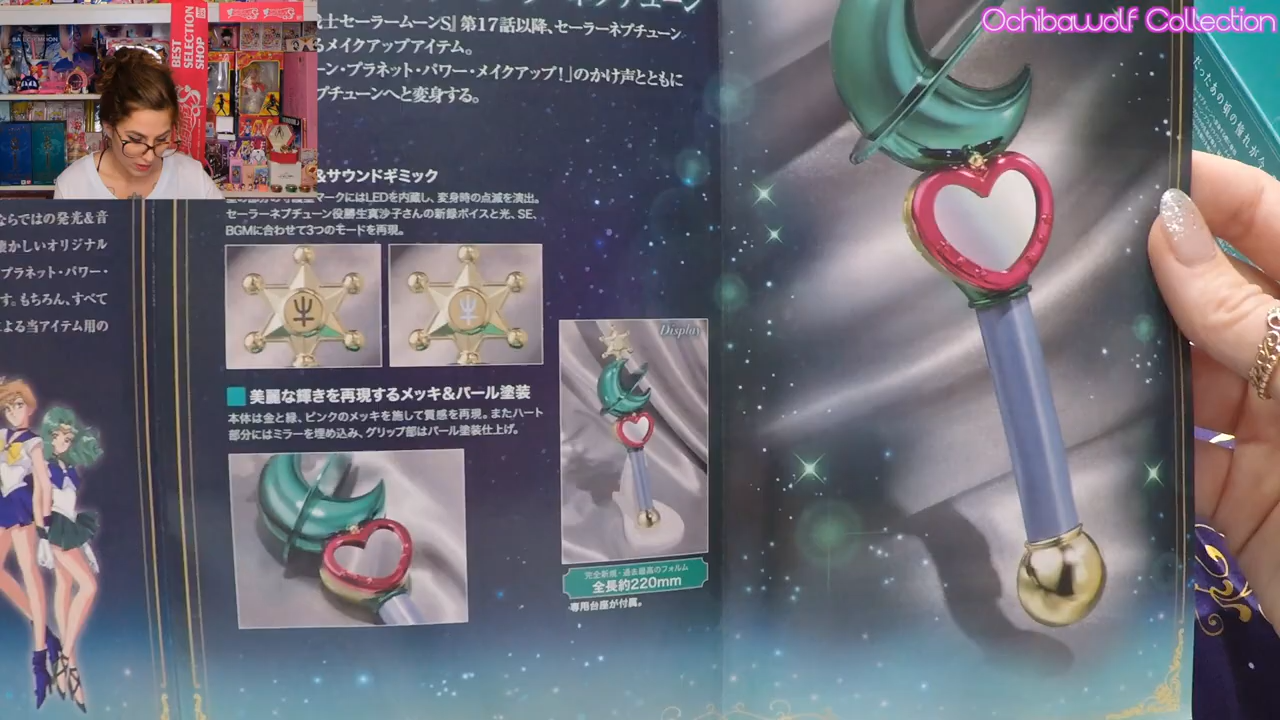 Ochibawolf Collection
BEST SELECTION SHOP
士セーラームーンS』第17話以降、セーラーネプチューン
るメイクアップアイテム。
ーン・プラネット・パワー・メイクアップ!」のかけ声とともに
プチューンへと変身する。
&サウンドギミック
マークにはLEDを内蔵し、変身時の点滅を演出。
セーラーネプチューン役勝生真沙子さんの新録ボイスと光、SE、
BGMに合わせて3つのモードを再現。
ならではの発光&音
懐かしいオリジナル
プラネット・パワー・
す。もちろん、すべて
よる当アイテム用の
美麗な輝きを再現するメッキ&パール塗装
本体は金と緑、ピンクのメッキを施して質感を再現。またハート
部分にはミラーを埋め込み、グリップ部はパール塗装仕上げ。
Display
完全新規・過去最高のフォルム
全長約220mm
専用台座が付属。
だったあの頃の憧れが今